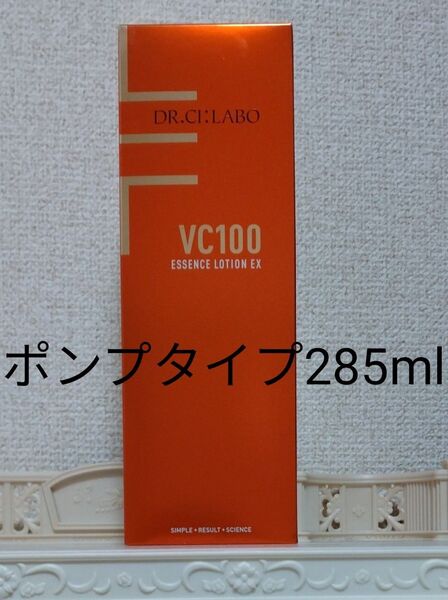 DR.CI:LABO
VC100
ESSENCE LOTION EX
ポンプタイプ285ml
SIMPLE + RESULT + SCIENCE